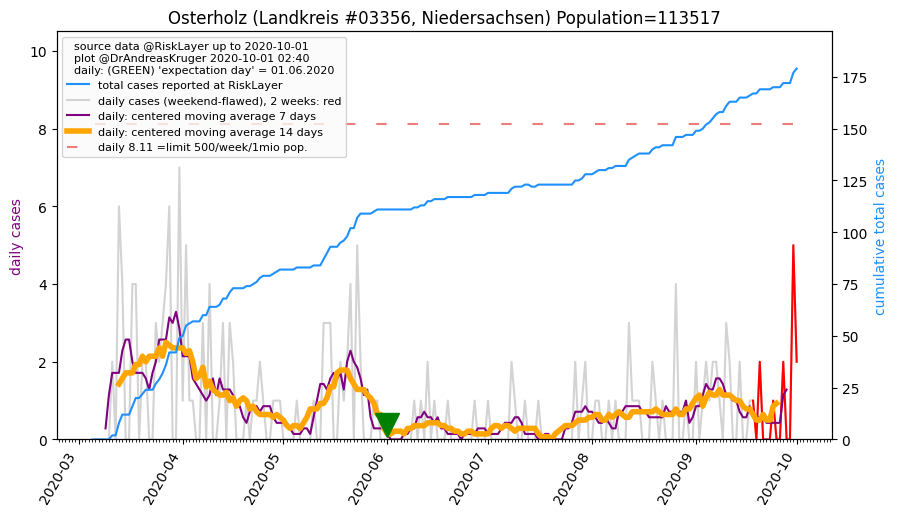 Osterholz (Landkreis #03356, Niedersachsen) Population=113517
source data @RiskLayer up to 2020-10-01
plot @DrAndreasKruger 2020-10-01 02:40
daily: (GREEN) 'expectation day' = 01.06.2020
total cases reported at RiskLayer
daily cases (weekend-flawed), 2 weeks: red
daily: centered moving average 7 days
daily: centered moving average 14 days
daily 8.11 =limit 500/week/1mio pop.
daily cases
10
8
6
4
2
0
cumulative total cases
175
150
125
100
75
50
25
0
2020-03
2020-04
2020-05
2020-06
2020-07
2020-08
2020-09
2020-10